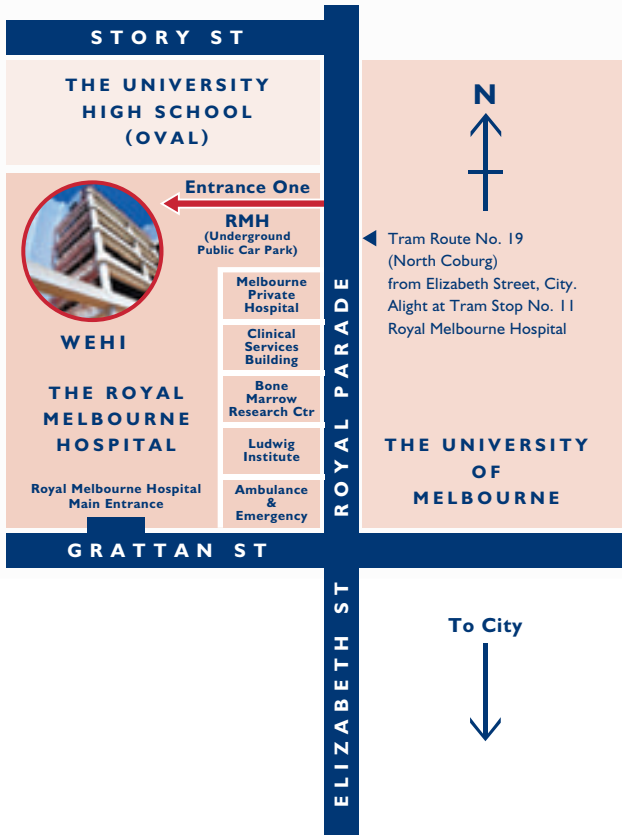 STORY ST
THE UNIVERSITY
HIGH SCHOOL
(OVAL)
N
Entrance One
RMH
(Underground
Public Car Park)
Tram Route No. 19
(North Coburg)
from Elizabeth Street, City.
Alight at Tram Stop No. 11
Royal Melbourne Hospital
Melbourne
Private
Hospital
WEHI
Clinical
Services
Building
Bone
Marrow
Research Ctr
THE ROYAL
MELBOURNE
HOSPITAL
Ludwig
Institute
ROYAL PARADE
THE UNIVERSITY
OF
MELBOURNE
Royal Melbourne Hospital
Main Entrance
Ambulance
&
Emergency
GRATTAN ST
ELIZABETH ST
To City